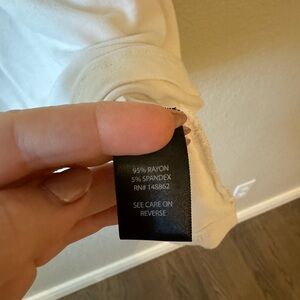 95% RAYON
5% SPANDEX
RN# 148862
SEE CARE ON
REVERSE